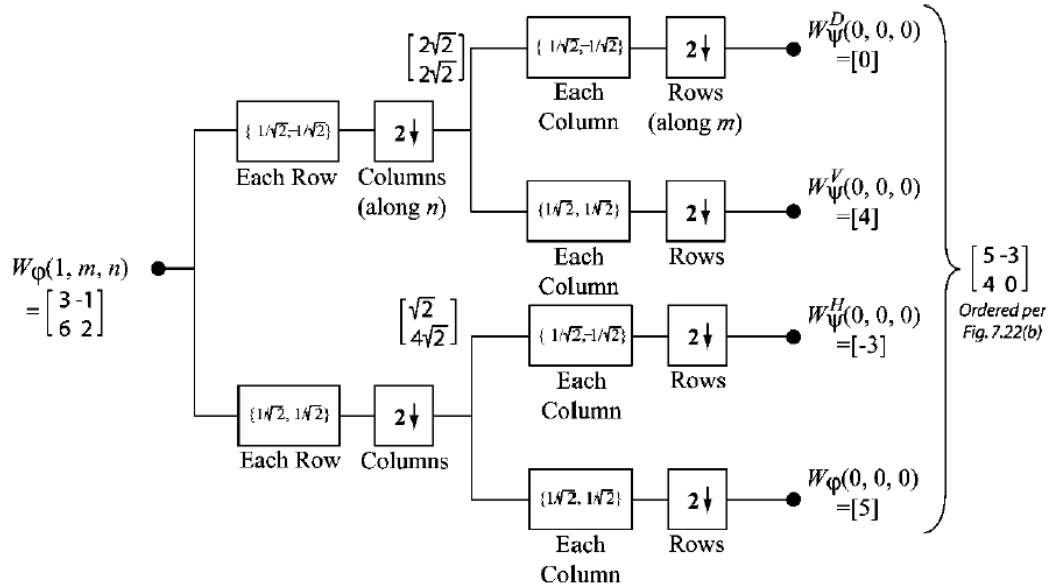 W_φ(1, m, n)
= [3 -1
6 2]
{ 1/√2,−1/√2}
Each Row
2↓
Columns
(along n)
[2√2
2√2]
{ 1/√2,−1/√2}
Each
Column
2↓
Rows
(along m)
W_ψ^D(0, 0, 0)
=[0]
{1/√2, 1/√2}
Each
Column
2↓
Rows
W_ψ^V(0, 0, 0)
=[4]
{1/√2, 1/√2}
Each Row
2↓
Columns
[√2
4√2]
{ 1/√2,−1/√2}
Each
Column
2↓
Rows
W_ψ^H(0, 0, 0)
=[-3]
{1/√2, 1/√2}
Each
Column
2↓
Rows
W_φ(0, 0, 0)
=[5]
[5 -3
4 0]
Ordered per
Fig. 7.22(b)